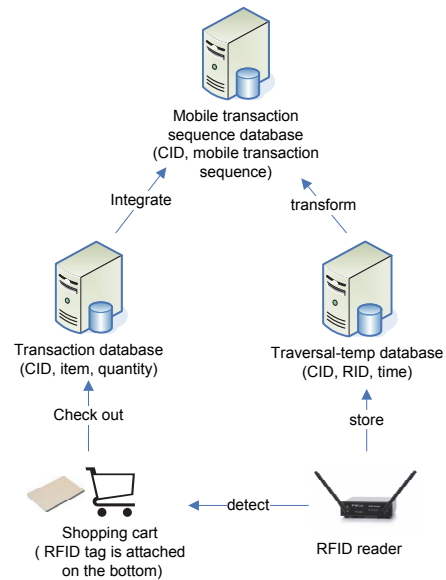 Mobile transaction
sequence database
(CID, mobile transaction
sequence)
Integrate
transform
Transaction database
(CID, item, quantity)
Traversal-temp database
(CID, RID, time)
Check out
store
detect
Shopping cart
( RFID tag is attached
on the bottom)
RFID reader